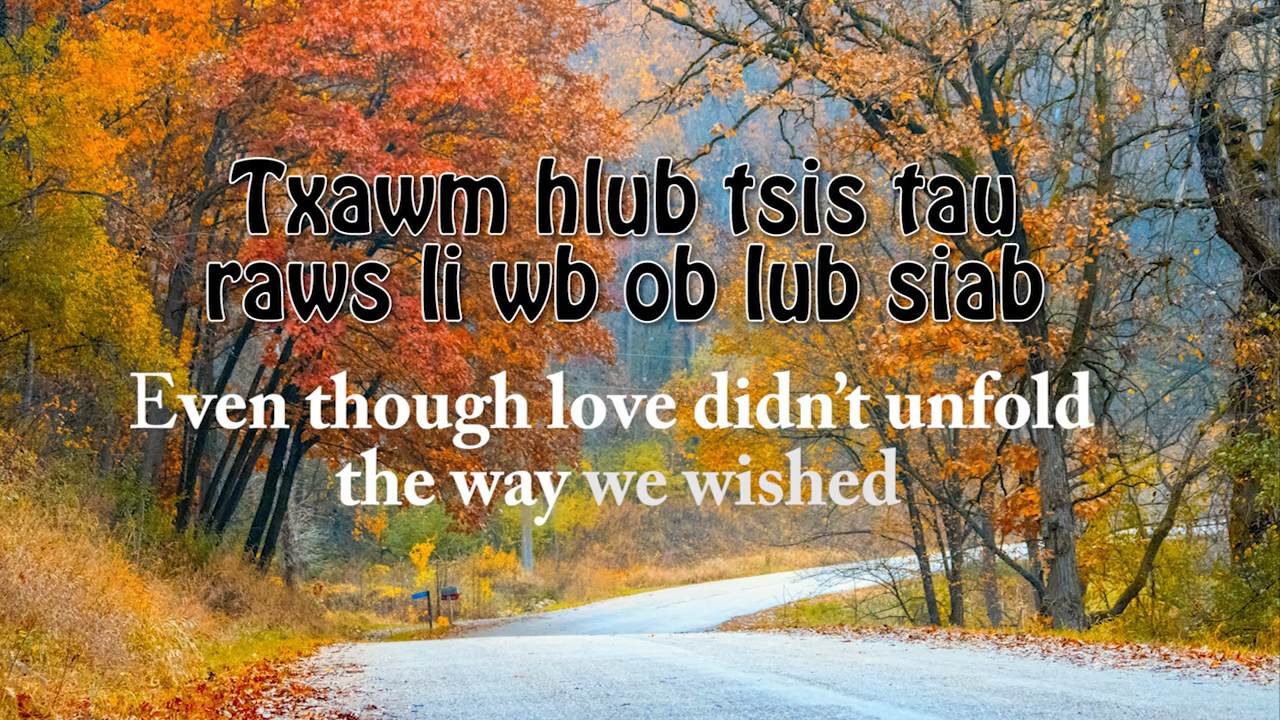 Txawm hlub tsis tau
raws li wb ob lub siab
Even though love didn't unfold
the way we wished